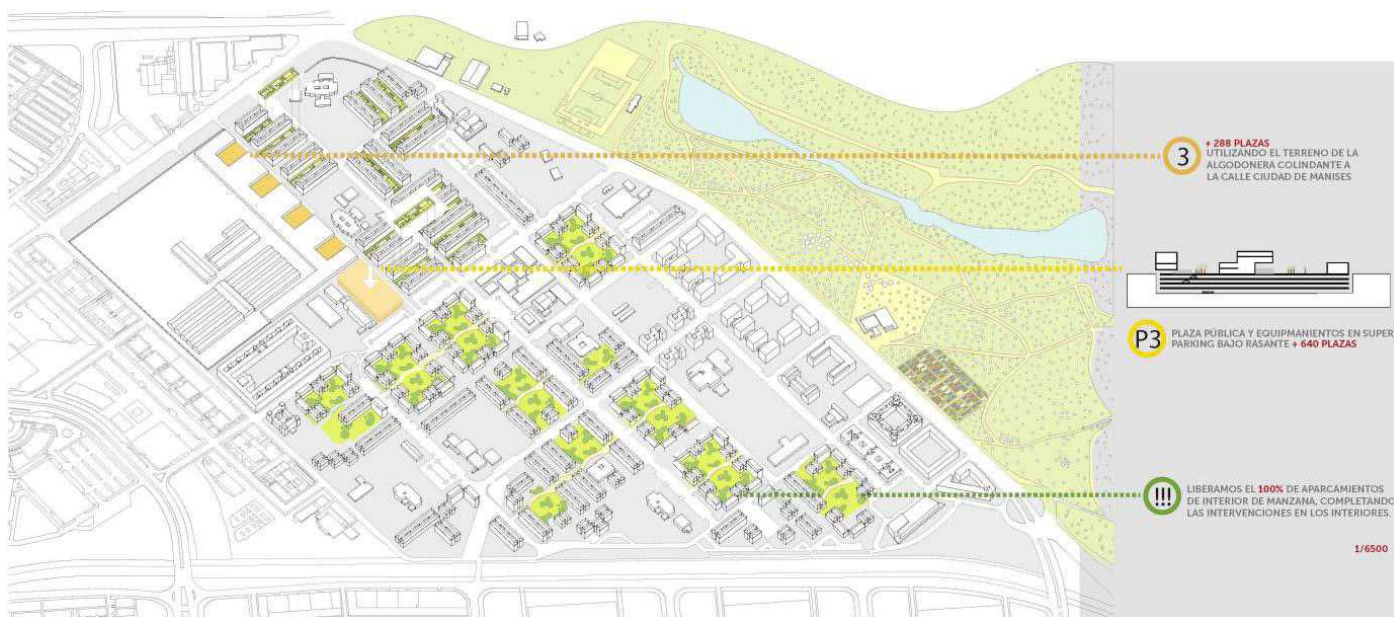 3
+ 288 PLAZAS
UTILIZANDO EL TERRENO DE LA
ALGODONERA COLINDANTE A
LA CALLE CIUDAD DE MANISES
P3
PLAZA PÚBLICA Y EQUIPMANIENTOS EN SUPER
PARKING BAJO RASANTE + 640 PLAZAS
!!!
LIBERAMOS EL 100% DE APARCAMIENTOS
DE INTERIOR DE MANZANA, COMPLETANDO
LAS INTERVENCIONES EN LOS INTERIORES.
1/6500